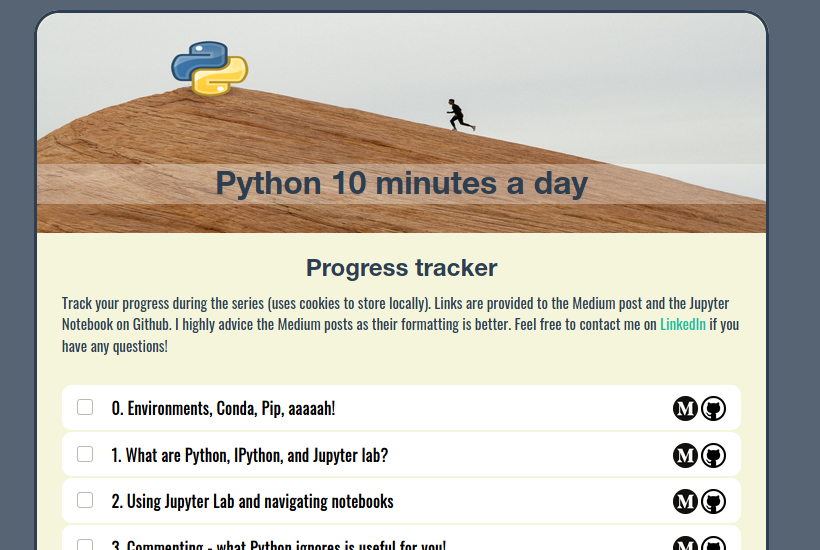 Python 10 minutes a day
Progress tracker
Track your progress during the series (uses cookies to store locally). Links are provided to the Medium post and the Jupyter
Notebook on Github. I highly advice the Medium posts as their formatting is better. Feel free to contact me on LinkedIn if you
have any questions!
0. Environments, Conda, Pip, aaaaah!
M
1. What are Python, IPython, and Jupyter lab?
M
2. Using Jupyter Lab and navigating notebooks
M
3. Commenting - what Python ignores is useful for you!
M